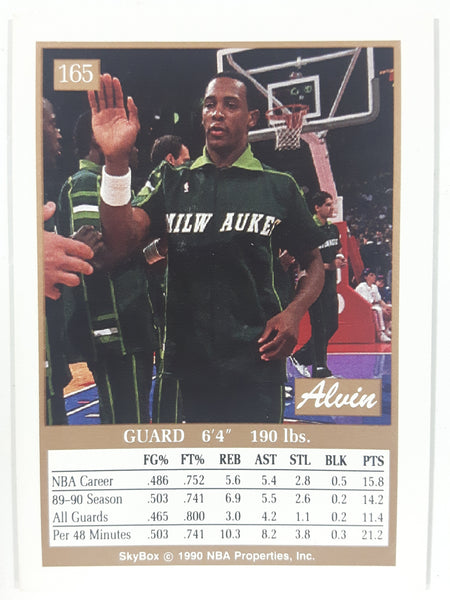 165
MILWAUKEE
Alvin
GUARD 6'4" 190 lbs.
FG% FT% REB AST STL BLK PTS
NBA Career .486 .752 5.6 5.4 2.8 0.5 15.8
89-90 Season .503 .741 6.9 5.5 2.6 0.2 14.2
All Guards .465 .800 3.0 4.2 1.1 0.2 11.4
Per 48 Minutes .503 .741 10.3 8.2 3.8 0.3 21.2
SkyBox © 1990 NBA Properties, Inc.